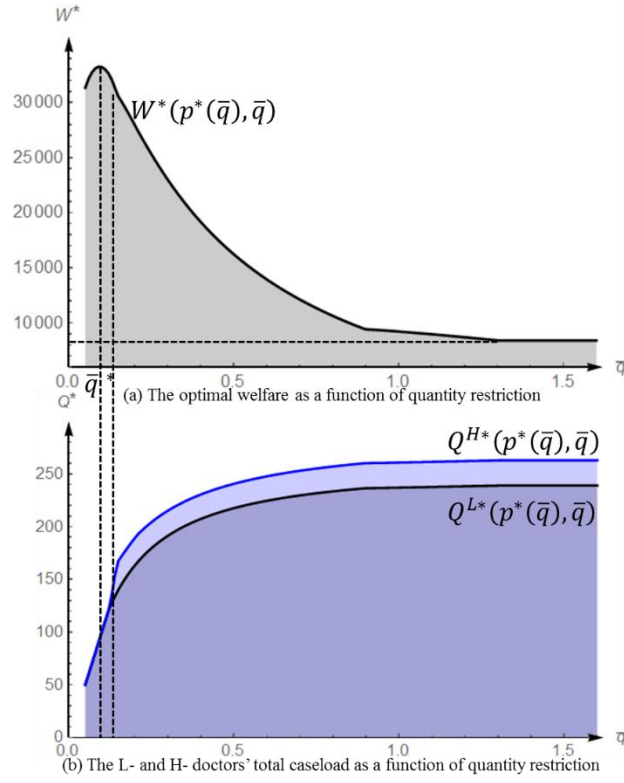 W*
30000
25000
20000
15000
10000
W*(p*(q̄), q̄)
0.0 0.5 1.0 1.5 q̄
q̄*
(a) The optimal welfare as a function of quantity restriction
Q*
250
200
150
100
50
0
Q^{H*}(p*(q̄), q̄)
Q^{L*}(p*(q̄), q̄)
0.0 0.5 1.0 1.5 q̄
(b) The L- and H- doctors' total caseload as a function of quantity restriction